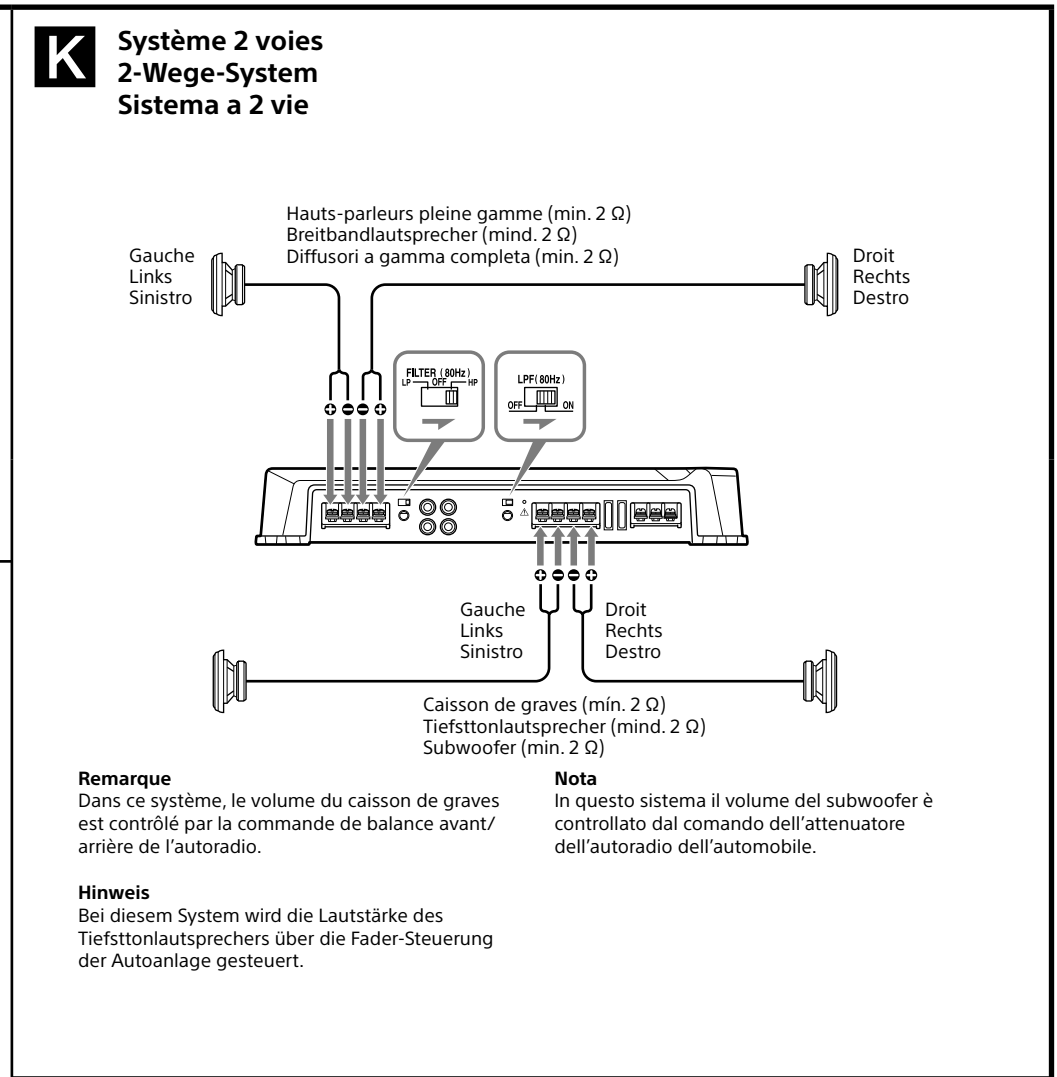 K
Système 2 voies
2-Wege-System
Sistema a 2 vie
Hauts-parleurs pleine gamme (min. 2 Ω)
Breitbandlautsprecher (mind. 2 Ω)
Diffusori a gamma completa (min. 2 Ω)
Gauche
Links
Sinistro
Droit
Rechts
Destro
FILTER (80Hz)
LP OFF HP
LPF(80Hz)
OFF ON
Gauche
Links
Sinistro
Droit
Rechts
Destro
Caisson de graves (mín. 2 Ω)
Tiefsttonlautsprecher (mind. 2 Ω)
Subwoofer (min. 2 Ω)
Remarque
Dans ce système, le volume du caisson de graves
est contrôlé par la commande de balance avant/
arrière de l'autoradio.
Hinweis
Bei diesem System wird die Lautstärke des
Tiefsttonlautsprechers über die Fader-Steuerung
der Autoanlage gesteuert.
Nota
In questo sistema il volume del subwoofer è
controllato dal comando dell'attenuatore
dell'autoradio dell'automobile.